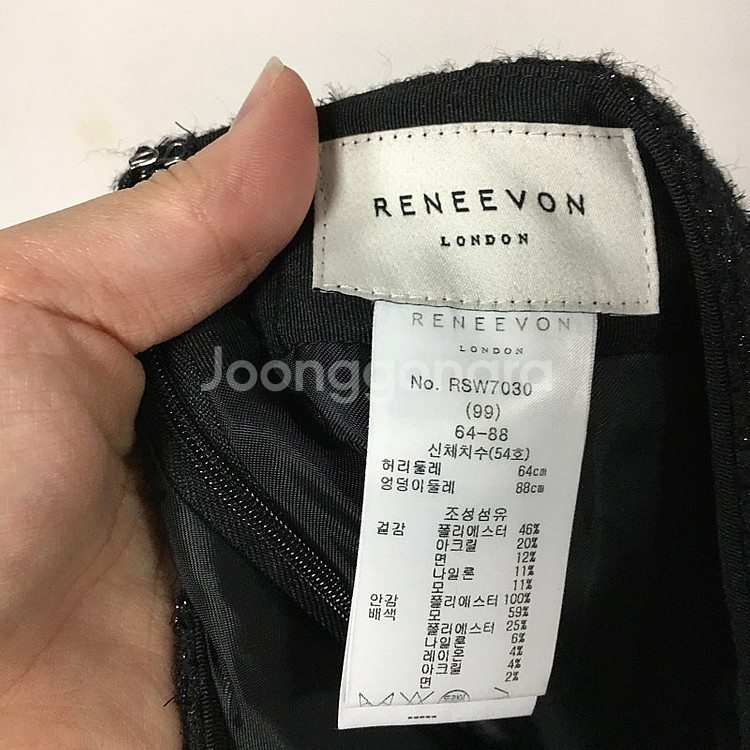 RENEEVON
LONDON
RENEEVON
LONDON
Joonggonara
No. RSW7030
(99)
64-88
신체치수(54호)
허리둘레 64cm
엉덩이둘레 88cm
조성섬유
겉감 폴리에스터 46%
아크릴 20%
면 12%
나일론 11%
모 11%
안감 폴리에스터 100%
배색 모 59%
폴리에스터 25%
나일론 6%
레이온 4%
아크릴 4%
면 2%